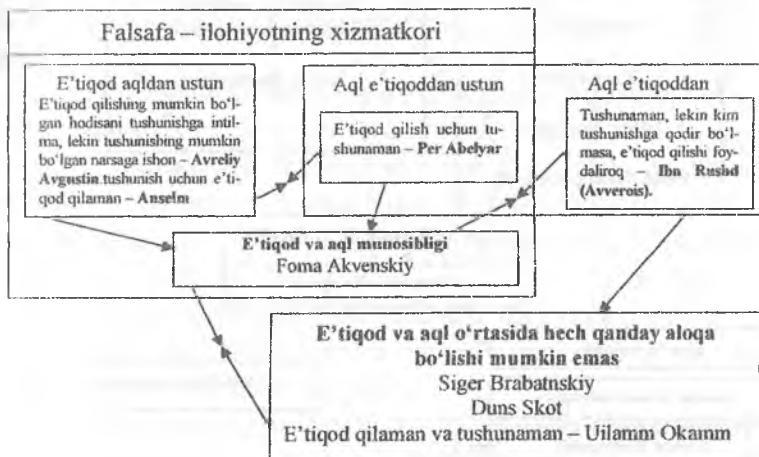 Falsafa – ilohiyotning xizmatkori
E'tiqod aqldan ustun
E'tiqod qilishing mumkin bo'l-
gan hodisani tushunishga intil-
ma, lekin tushunishing mumkin
bo'lgan narsaga ishon – Avreliy
Avgustin.tushunish uchun e'ti-
qod qilaman – Anselm
Aql e'tiqoddan ustun
E'tiqod qilish uchun tu-
shunaman – Per Abelyar
Aql e'tiqoddan
Tushunaman, lekin kim
tushunishga qodir bo'l-
masa, e'tiqod qilishi foy-
daliroq – Ibn Rushd
(Avverois).
E'tiqod va aql munosibligi
Foma Akvenskiy
E'tiqod va aql o'rtasida hech qanday aloqa
bo'lishi mumkin emas
Siger Brabatnskiy
Duns Skot
E'tiqod qilaman va tushunaman – Uilamm Okamm